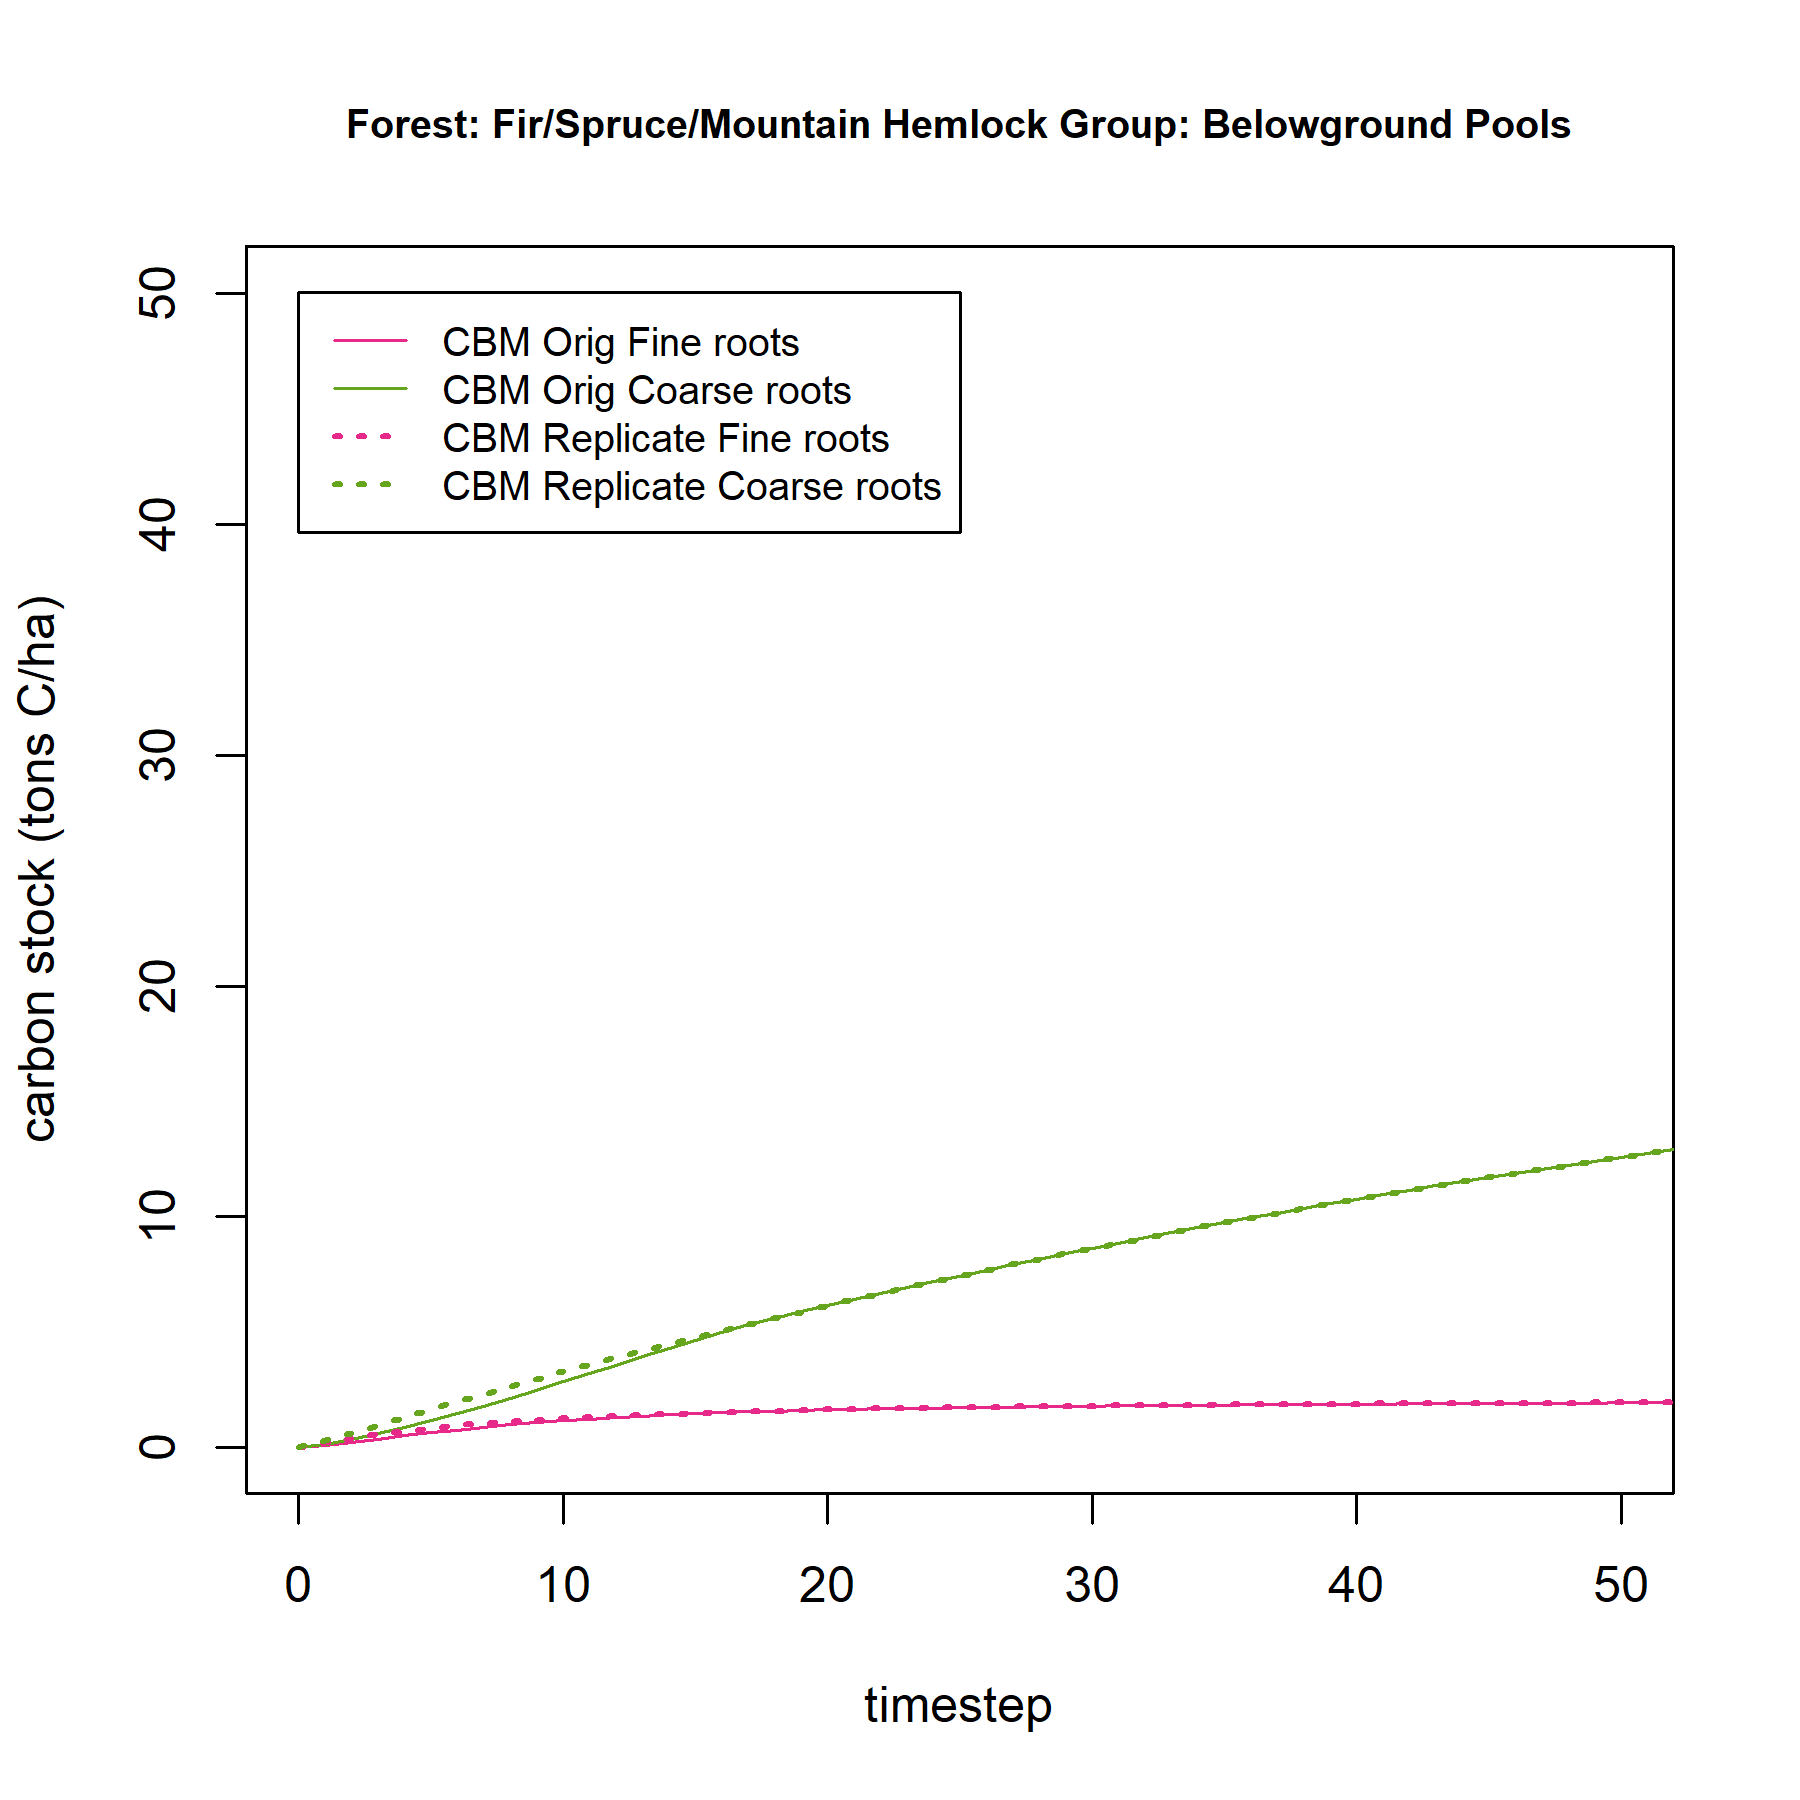 Forest: Fir/Spruce/Mountain Hemlock Group: Belowground Pools
CBM Orig Fine roots
CBM Orig Coarse roots
CBM Replicate Fine roots
CBM Replicate Coarse roots
carbon stock (tons C/ha)
50
40
30
20
10
0
0 10 20 30 40 50
timestep